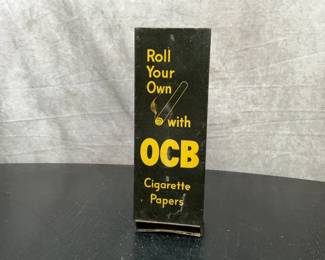 Roll
Your
Own
with
OCB
Cigarette
Papers